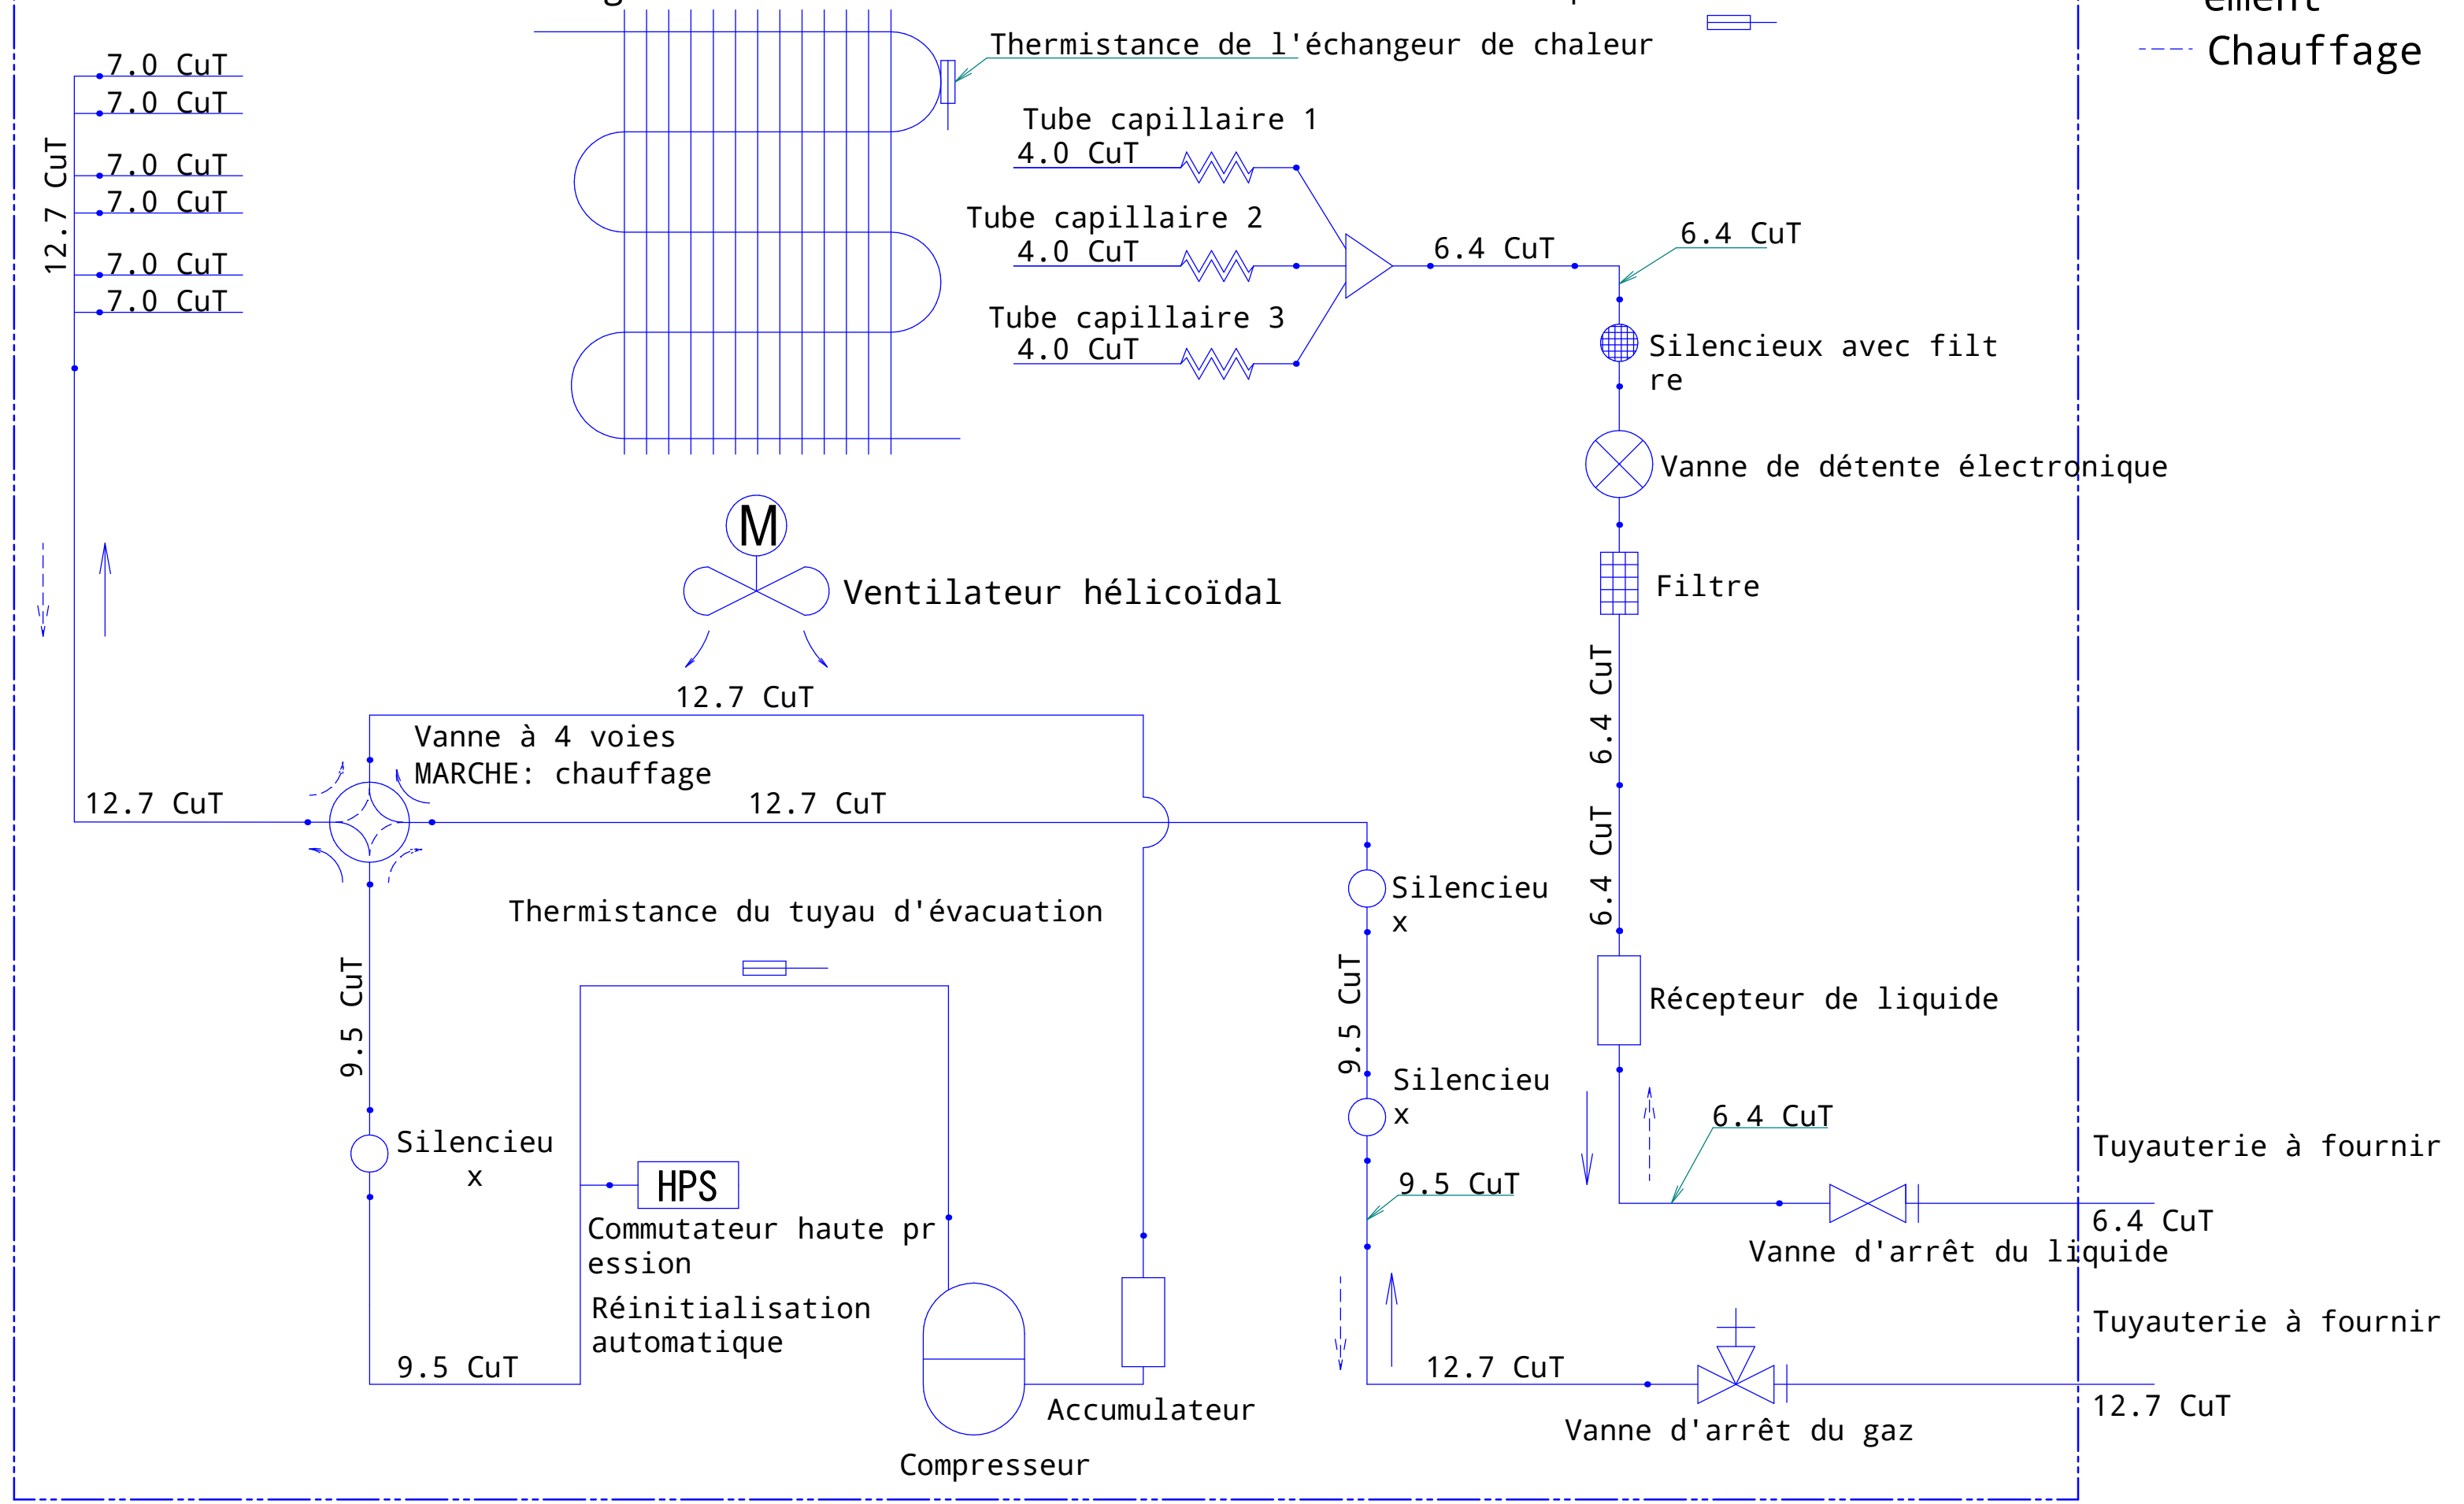 ement
Chauffage
Thermistance de l'échangeur de chaleur
7.0 CuT
7.0 CuT
7.0 CuT
7.0 CuT
7.0 CuT
7.0 CuT
12.7 CuT
Tube capillaire 1
4.0 CuT
Tube capillaire 2
4.0 CuT
Tube capillaire 3
4.0 CuT
6.4 CuT
6.4 CuT
Silencieux avec filt
re
Vanne de détente électronique
M
Ventilateur hélicoïdal
Filtre
6.4 CuT
6.4 CuT
12.7 CuT
Vanne à 4 voies
MARCHE: chauffage
12.7 CuT
12.7 CuT
Silencieu
x
Thermistance du tuyau d'évacuation
9.5 CuT
9.5 CuT
Récepteur de liquide
Silencieu
x
Silencieu
x
6.4 CuT
Tuyauterie à fournir
HPS
9.5 CuT
6.4 CuT
Commutateur haute pr
ession
Vanne d'arrêt du liquide
Réinitialisation
automatique
Tuyauterie à fournir
9.5 CuT
12.7 CuT
12.7 CuT
Accumulateur
Vanne d'arrêt du gaz
Compresseur